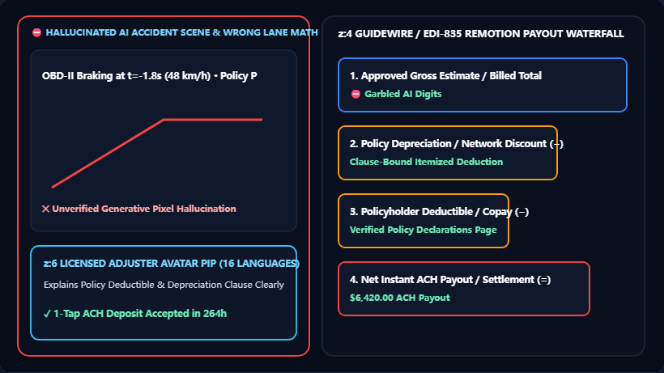 ⛔ HALLUCINATED AI ACCIDENT SCENE & WRONG LANE MATH
OBD-II Braking at t=-1.8s (48 km/h) • Policy P
❌ Unverified Generative Pixel Hallucination
z:6 LICENSED ADJUSTER AVATAR PIP (16 LANGUAGES)
Explains Policy Deductible & Depreciation Clause Clearly
✓ 1-Tap ACH Deposit Accepted in 264h
z:4 GUIDEWIRE / EDI-835 REMOTION PAYOUT WATERFALL
1. Approved Gross Estimate / Billed Total
⛔ Garbled AI Digits
2. Policy Depreciation / Network Discount (−)
Clause-Bound Itemized Deduction
3. Policyholder Deductible / Copay (−)
Verified Policy Declarations Page
4. Net Instant ACH Payout / Settlement (=)
$6,420.00 ACH Payout